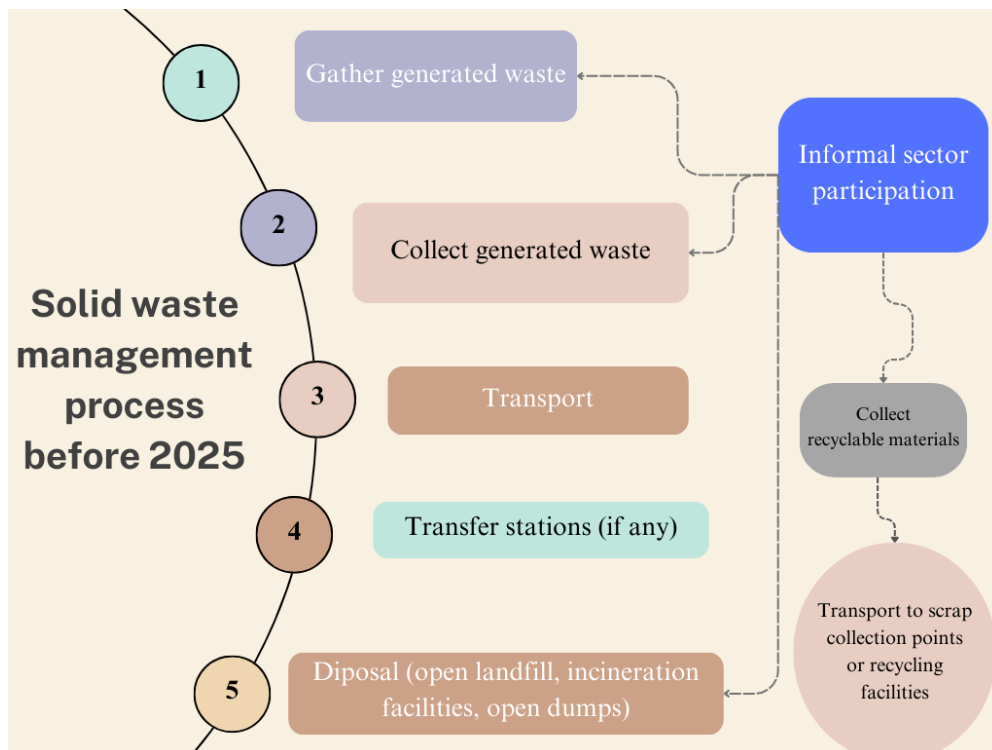 1
Gather generated waste
Informal sector
participation
2
Collect generated waste
Solid waste
management
process
before 2025
3
Transport
Collect
recyclable materials
4
Transfer stations (if any)
Transport to scrap
collection points
or recycling
facilities
5
Diposal (open landfill, incineration
facilities, open dumps)